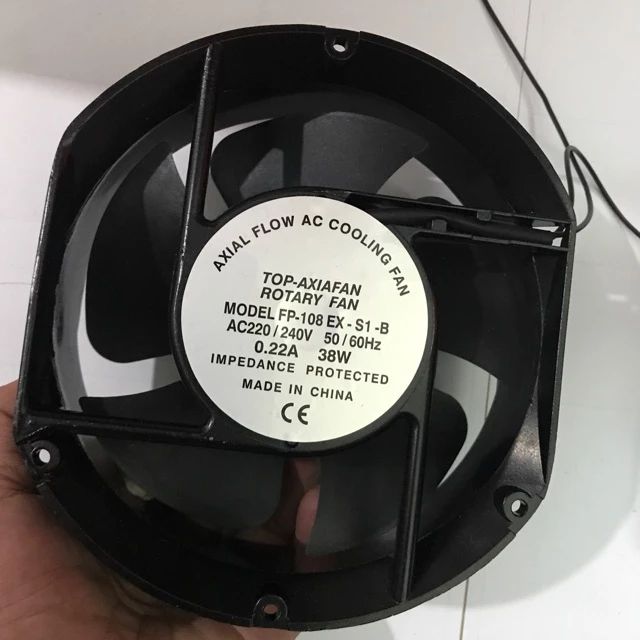 AXIAL FLOW AC COOLING FAN
TOP-AXIAFAN
ROTARY FAN
MODEL FP-108 EX-S1-B
AC220/240V 50/60Hz
0.22A 38W
IMPEDANCE PROTECTED
MADE IN CHINA
CE